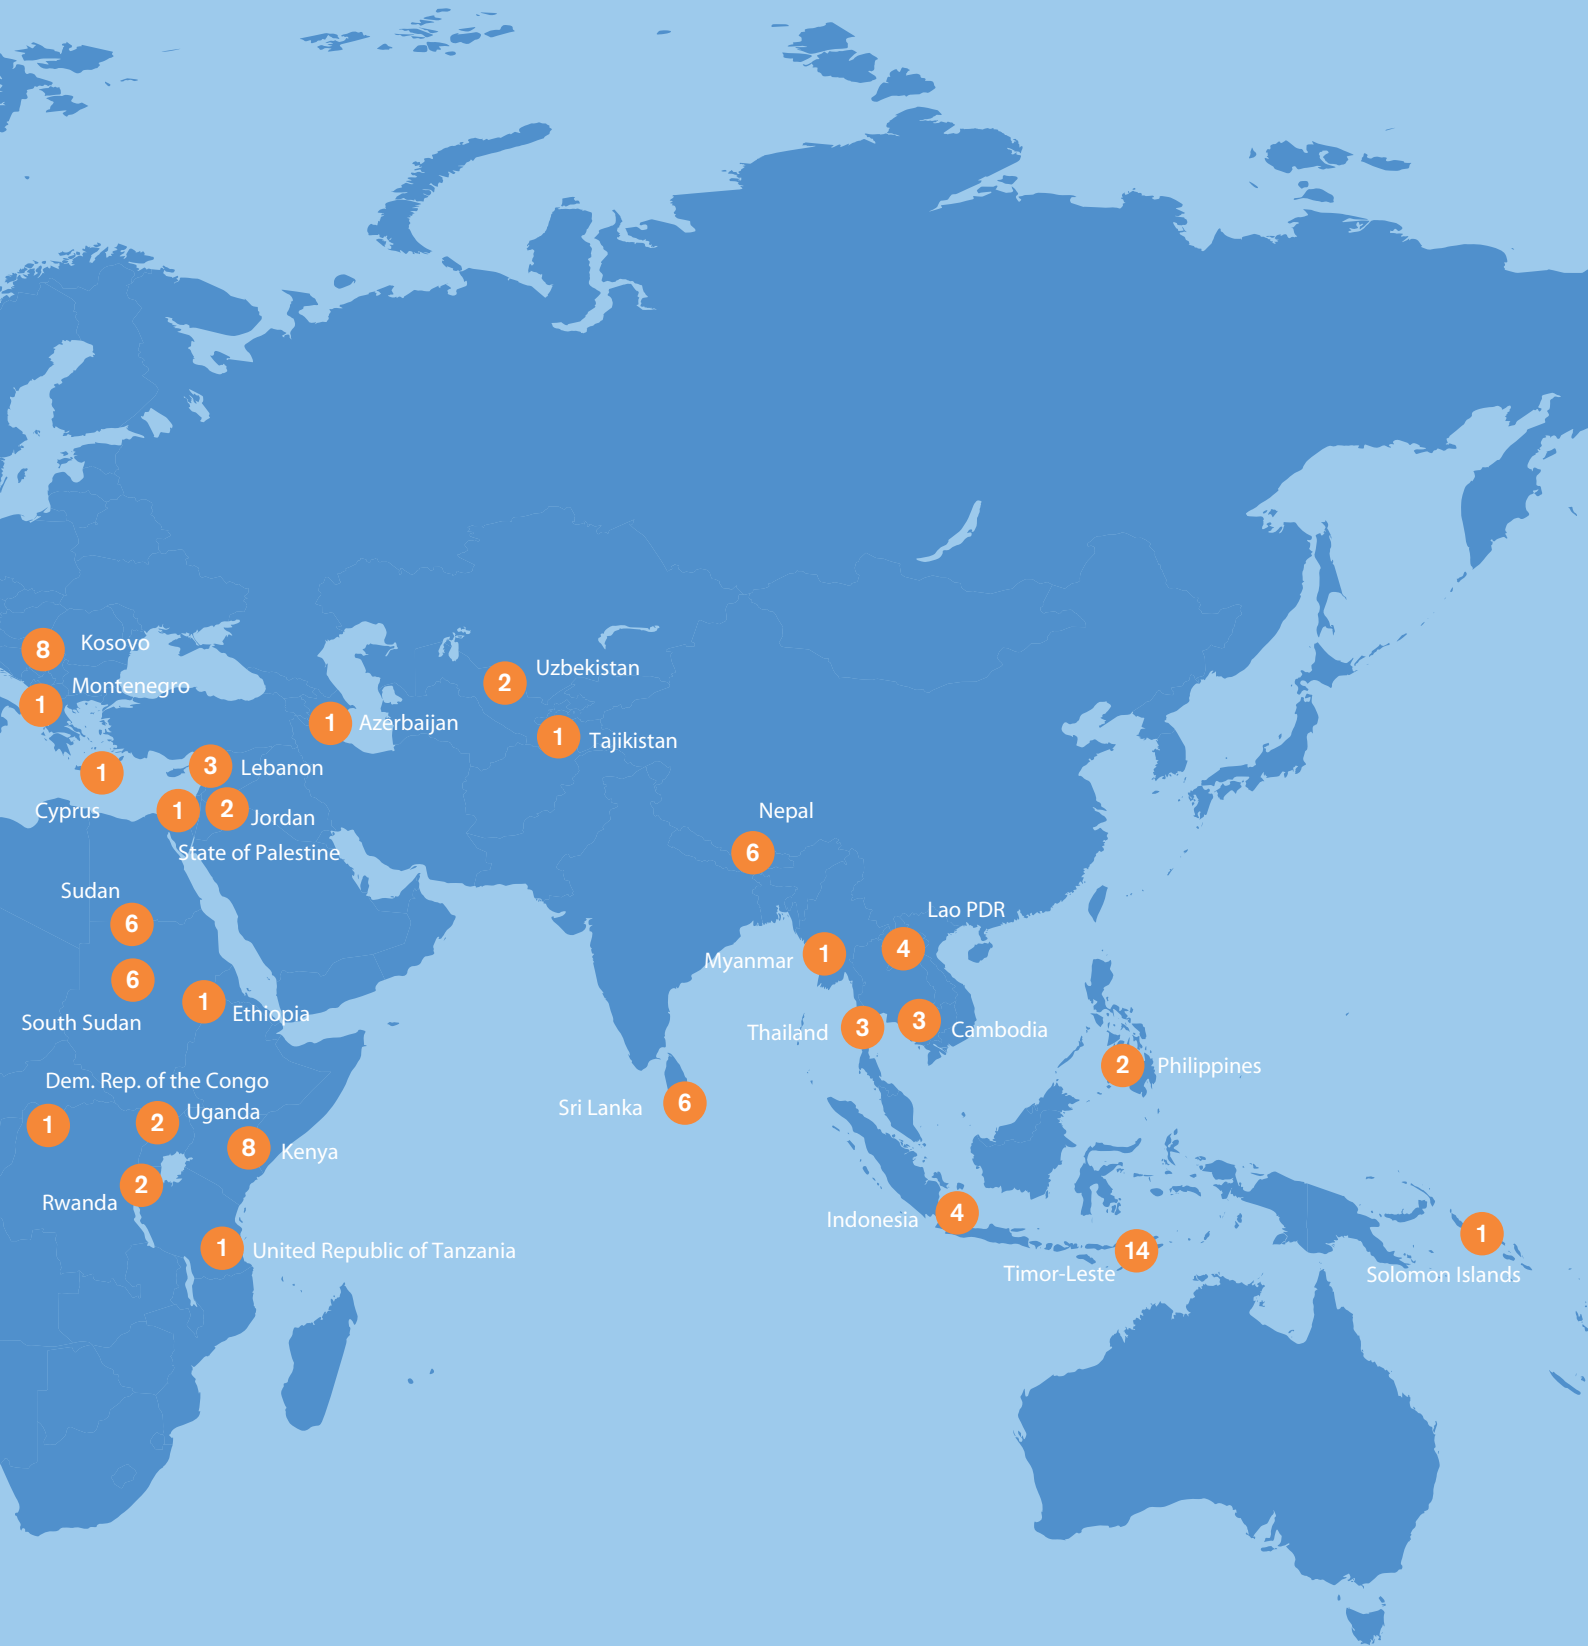 Kosovo
8
Uzbekistan
2
Montenegro
1
Azerbaijan
1
Tajikistan
1
Lebanon
3
Cyprus
1
Jordan
2
State of Palestine
1
Nepal
6
Sudan
6
Lao PDR
4
Myanmar
1
South Sudan
6
Ethiopia
1
Thailand
3
Cambodia
3
Philippines
2
Dem. Rep. of the Congo
1
Uganda
2
Sri Lanka
6
Kenya
8
Rwanda
2
Indonesia
4
United Republic of Tanzania
1
Timor-Leste
14
Solomon Islands
1